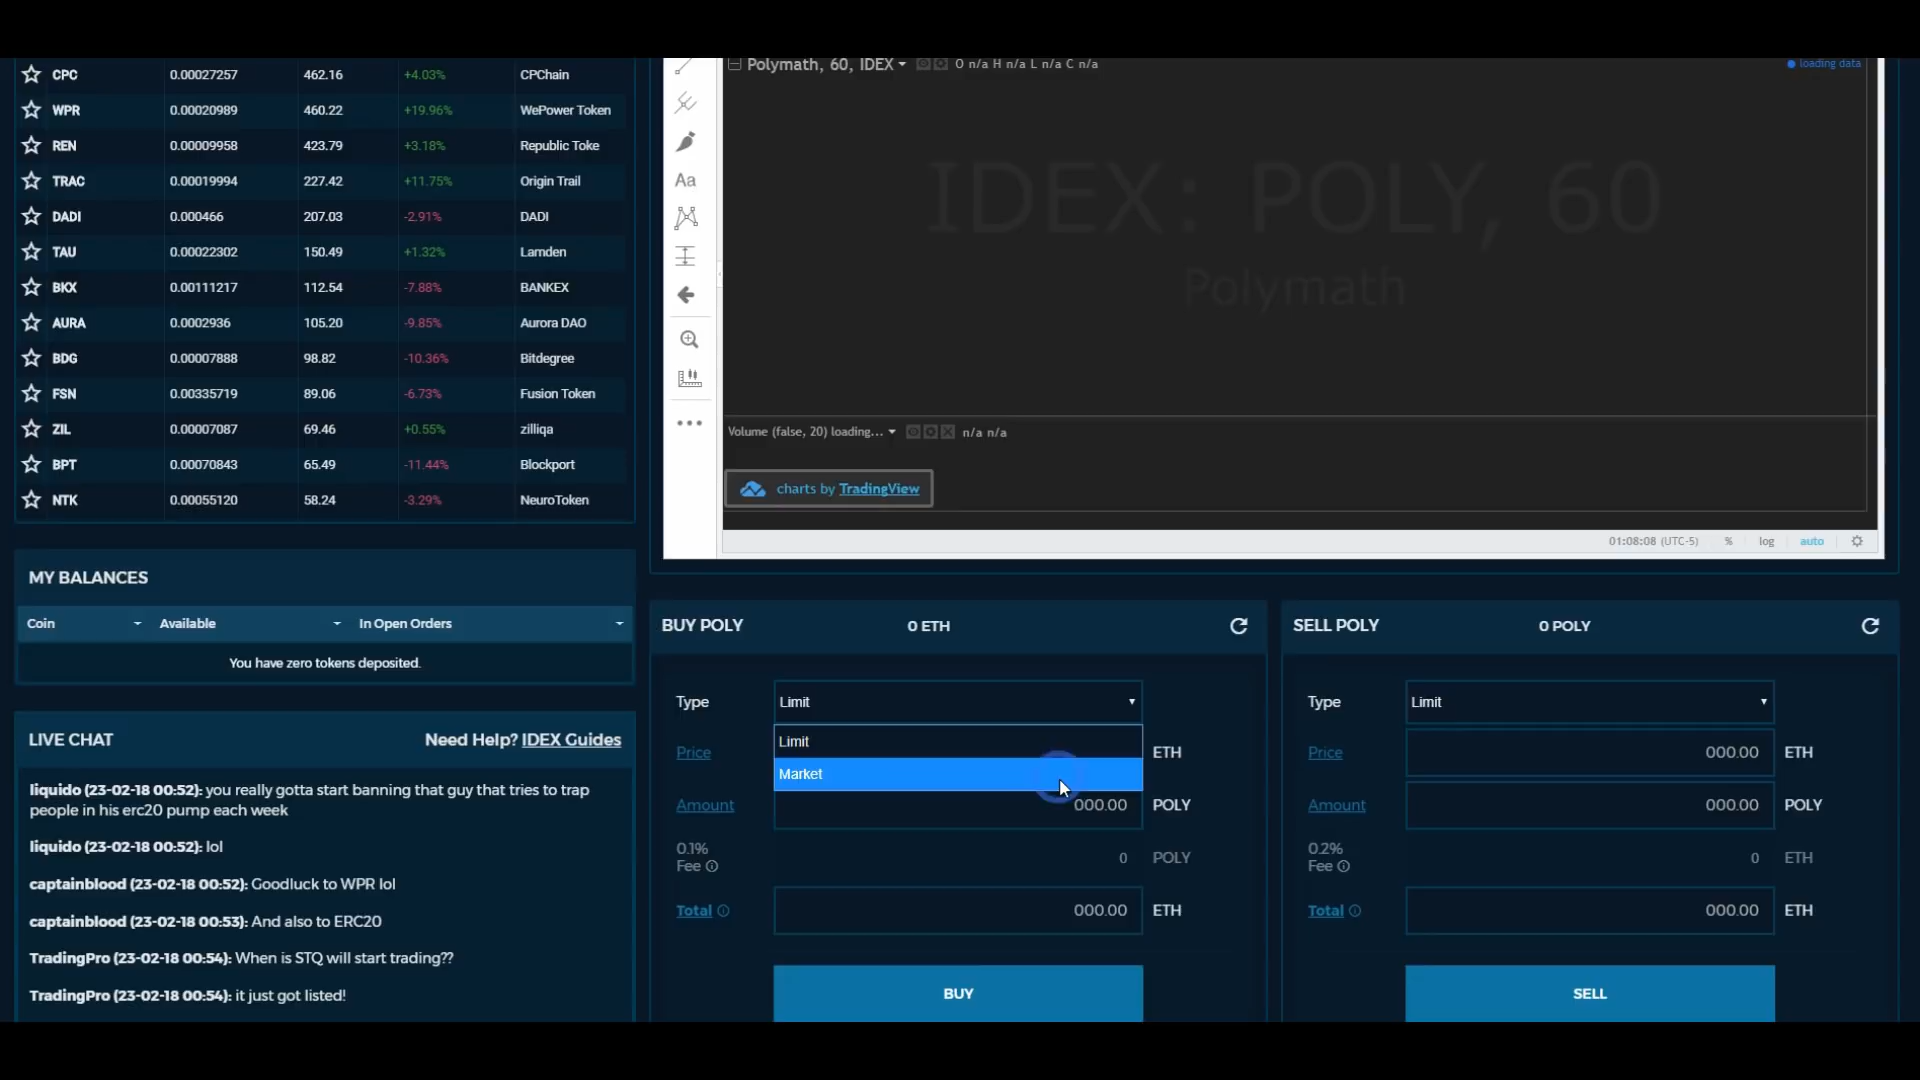 CPC 0.00027257 462.16 +4.03% CPChain
WPR 0.00020989 460.22 +19.96% WePower Token
REN 0.00009958 423.79 +3.18% Republic Toke
TRAC 0.00019994 227.42 +11.75% Origin Trail
DADI 0.000466 207.03 -2.91% DADI
TAU 0.00022302 150.49 +1.32% Lamden
BKX 0.00111217 112.54 -7.88% BANKEX
AURA 0.0002936 105.20 -9.85% Aurora DAO
BDG 0.00007888 98.82 -10.36% Bitdegree
FSN 0.00335719 89.06 -6.73% Fusion Token
ZIL 0.00007087 69.46 +0.55% zilliqa
BPT 0.00070843 65.49 -11.44% Blockport
NTK 0.00055120 58.24 -3.29% NeuroToken
MY BALANCES
Coin Available In Open Orders
You have zero tokens deposited.
LIVE CHAT Need Help? IDEX Guides
liquido (23-02-18 00:52): you really gotta start banning that guy that tries to trap
people in his erc20 pump each week
liquido (23-02-18 00:52): lol
captainblood (23-02-18 00:52): Goodluck to WPR lol
captainblood (23-02-18 00:53): And also to ERC20
TradingPro (23-02-18 00:54): When is STQ will start trading??
TradingPro (23-02-18 00:54): it just got listed!
Polymath, 60, IDEX O n/a H n/a L n/a C n/a
loading data
Aa
IDEX: POLY, 60
Polymath
Volume (false, 20) loading... n/a n/a
charts by TradingView
01:08:08 (UTC-5) % log auto
BUY POLY 0 ETH
Type Limit
Limit
Market
Price ETH
Amount 000.00 POLY
0.1%
Fee 0 POLY
Total 000.00 ETH
BUY
SELL POLY 0 POLY
Type Limit
Price 000.00 ETH
Amount 000.00 POLY
0.2%
Fee 0 ETH
Total 000.00 ETH
SELL